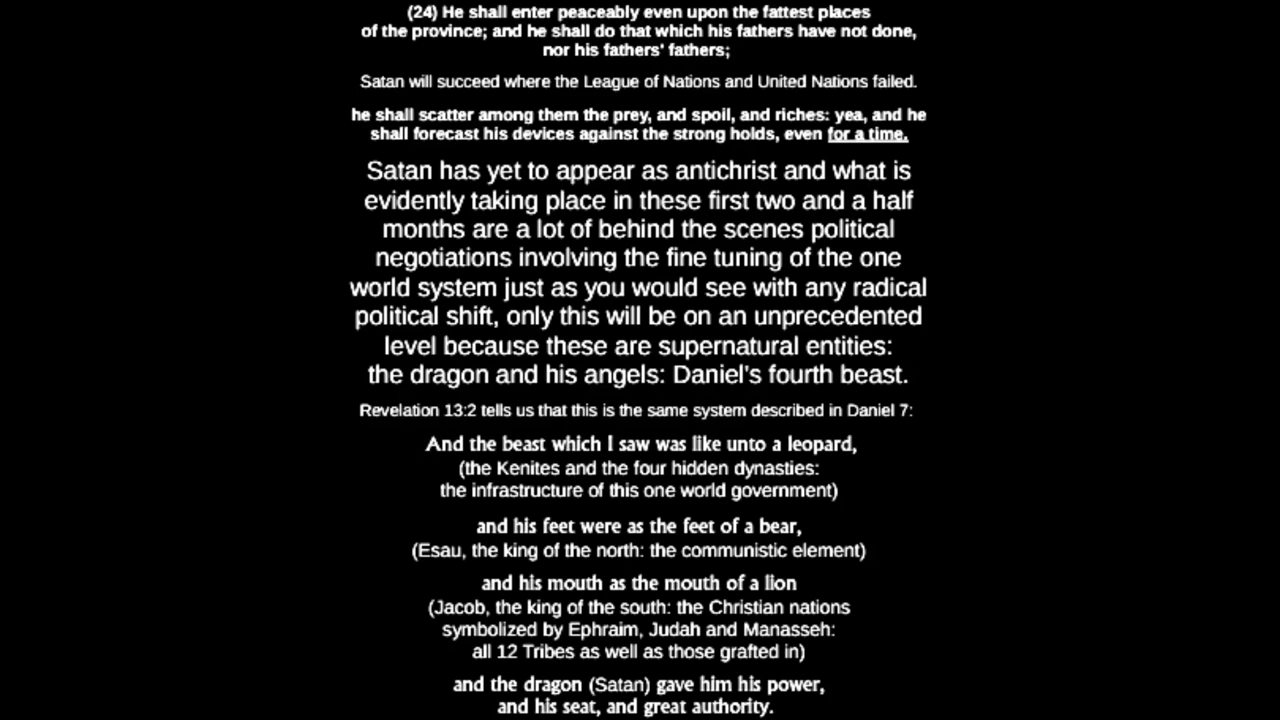 (24) He shall enter peaceably even upon the fattest places
of the province; and he shall do that which his fathers have not done,
nor his fathers' fathers;
Satan will succeed where the League of Nations and United Nations failed.
he shall scatter among them the prey, and spoil, and riches: yea, and he
shall forecast his devices against the strong holds, even for a time.
Satan has yet to appear as antichrist and what is
evidently taking place in these first two and a half
months are a lot of behind the scenes political
negotiations involving the fine tuning of the one
world system just as you would see with any radical
political shift, only this will be on an unprecedented
level because these are supernatural entities:
the dragon and his angels: Daniel's fourth beast.
Revelation 13:2 tells us that this is the same system described in Daniel 7:
And the beast which I saw was like unto a leopard,
(the Kenites and the four hidden dynasties:
the infrastructure of this one world government)
and his feet were as the feet of a bear,
(Esau, the king of the north: the communistic element)
and his mouth as the mouth of a lion
(Jacob, the king of the south: the Christian nations
symbolized by Ephraim, Judah and Manasseh:
all 12 Tribes as well as those grafted in)
and the dragon (Satan) gave him his power,
and his seat, and great authority.